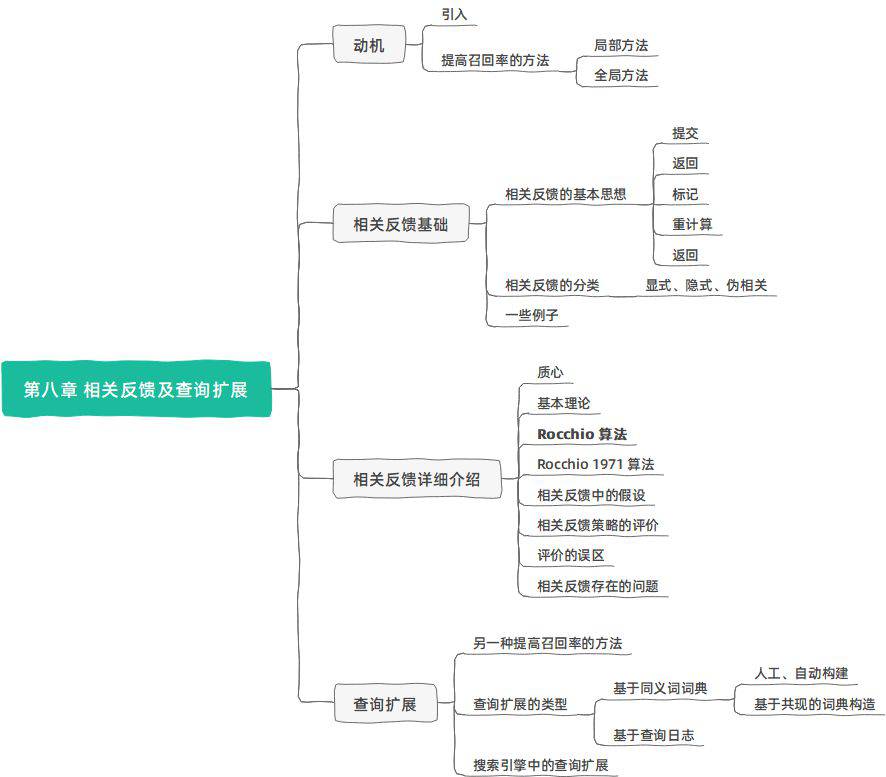 第八章 相关反馈及查询扩展
动机
引入
提高召回率的方法
局部方法
全局方法
相关反馈基础
相关反馈的基本思想
提交
返回
标记
重计算
返回
相关反馈的分类
显式、隐式、伪相关
一些例子
相关反馈详细介绍
质心
基本理论
Rocchio 算法
Rocchio 1971 算法
相关反馈中的假设
相关反馈策略的评价
评价的误区
相关反馈存在的问题
查询扩展
另一种提高召回率的方法
查询扩展的类型
基于同义词词典
人工、自动构建
基于共现的词典构造
基于查询日志
搜索引擎中的查询扩展